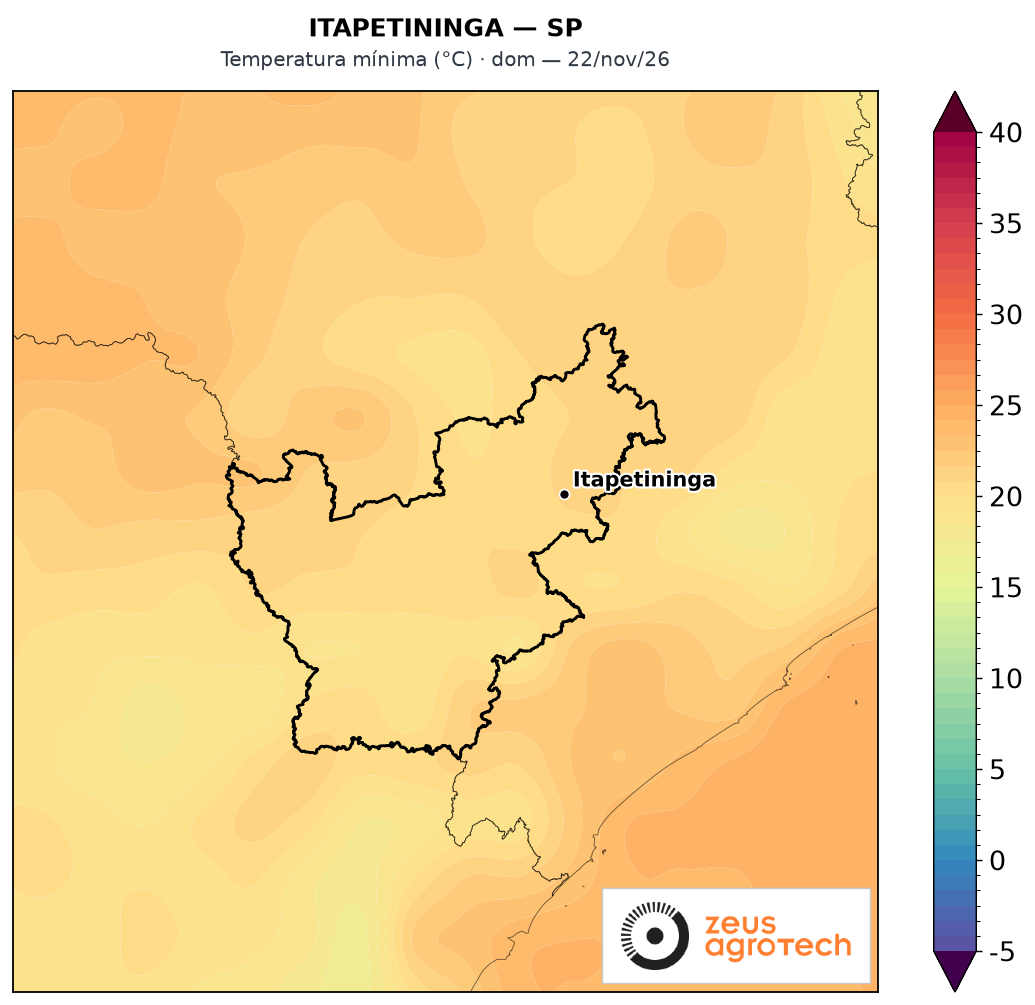 ITAPETININGA — SP
Temperatura mínima (°C) · dom — 22/nov/26
40
35
30
25
20
15
10
5
0
-5
Itapetininga
zeus
agrotech